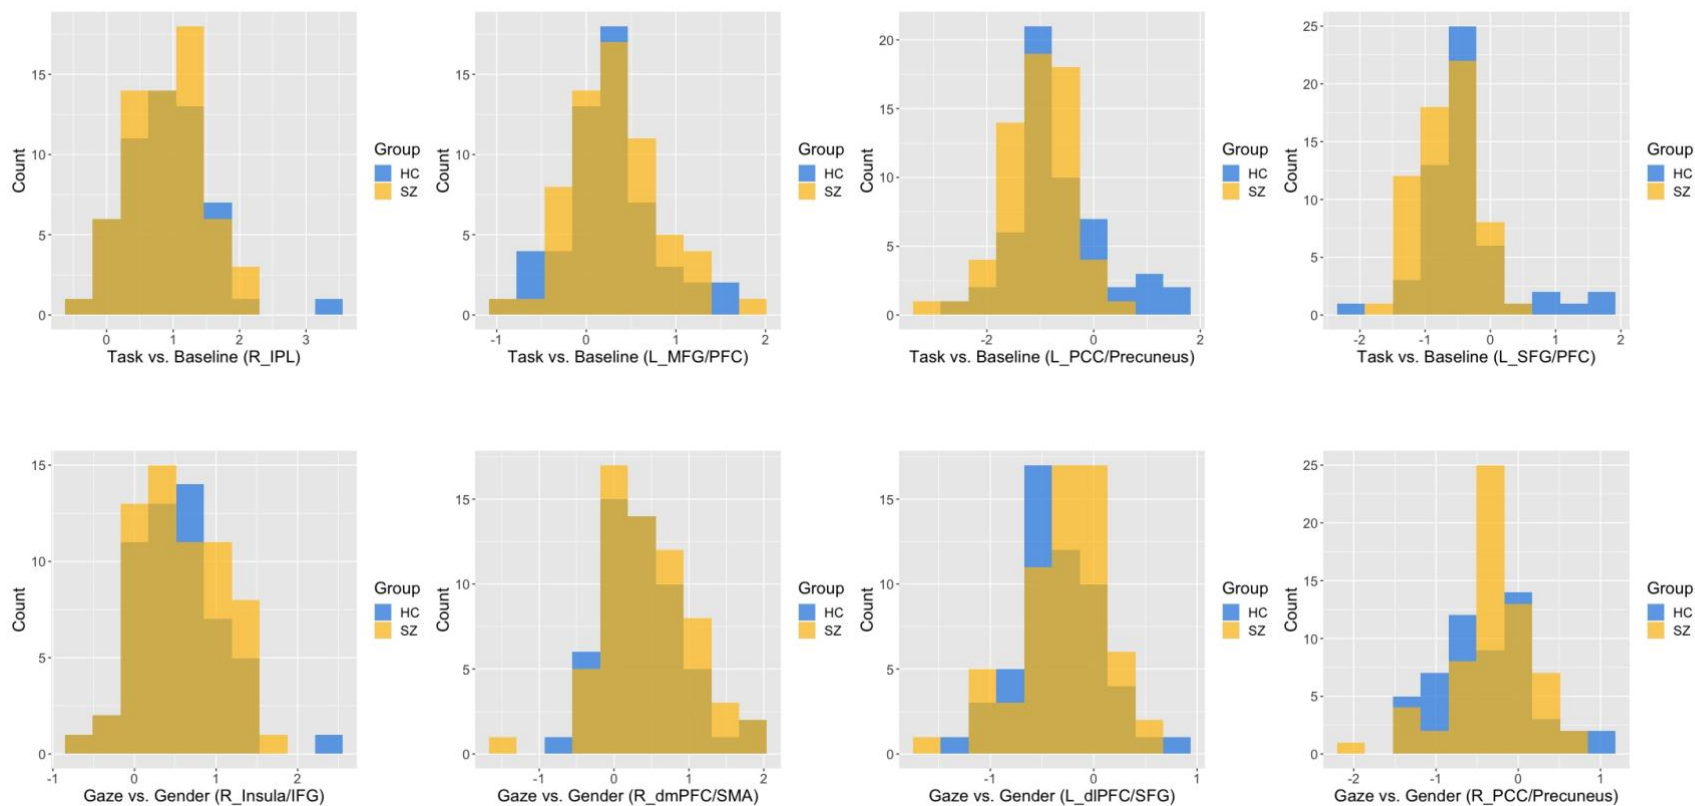 15-
10-
5-
0-
Count
0 1 2 3
Task vs. Baseline (R_IPL)
Group
HC
SZ
15-
10-
5-
0-
Count
-1 0 1 2
Task vs. Baseline (L_MFG/PFC)
Group
HC
SZ
20-
15-
10-
5-
0-
Count
-2 0 2
Task vs. Baseline (L_PCC/Precuneus)
Group
HC
SZ
25-
20-
15-
10-
5-
0-
Count
-2 -1 0 1 2
Task vs. Baseline (L_SFG/PFC)
Group
HC
SZ
15-
10-
5-
0-
Count
-1 0 1 2
Gaze vs. Gender (R_Insula/IFG)
Group
HC
SZ
15-
10-
5-
0-
Count
-1 0 1 2
Gaze vs. Gender (R_dmPFC/SMA)
Group
HC
SZ
15-
10-
5-
0-
Count
-1 0 1
Gaze vs. Gender (L_dlPFC/SFG)
Group
HC
SZ
25-
20-
15-
10-
5-
0-
Count
-2 -1 0 1
Gaze vs. Gender (R_PCC/Precuneus)
Group
HC
SZ